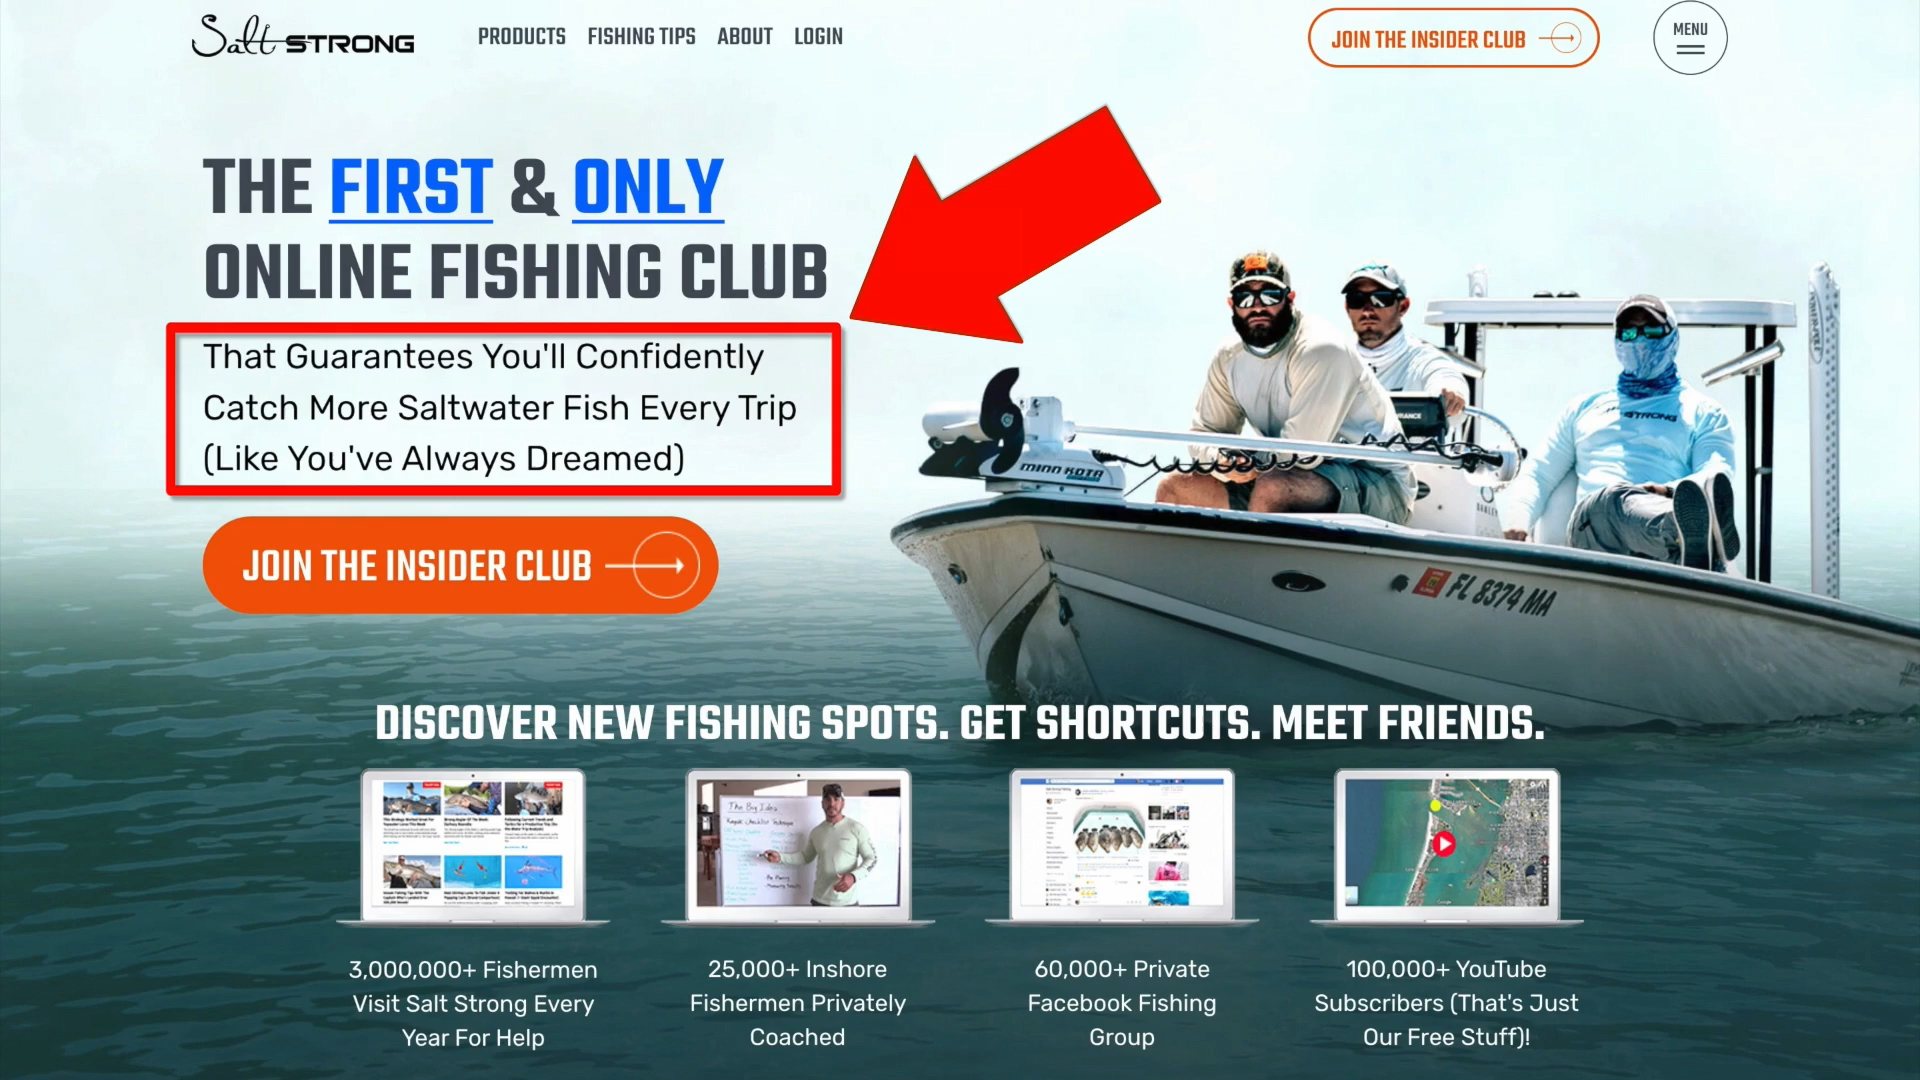 Salt STRONG
PRODUCTS FISHING TIPS ABOUT LOGIN
JOIN THE INSIDER CLUB
MENU
THE FIRST & ONLY
ONLINE FISHING CLUB
That Guarantees You'll Confidently
Catch More Saltwater Fish Every Trip
(Like You've Always Dreamed)
JOIN THE INSIDER CLUB
MINN KOTA
STRONG
FL 8374 MA
DISCOVER NEW FISHING SPOTS. GET SHORTCUTS. MEET FRIENDS.
The Big Idea
3,000,000+ Fishermen
Visit Salt Strong Every
Year For Help
25,000+ Inshore
Fishermen Privately
Coached
60,000+ Private
Facebook Fishing
Group
100,000+ YouTube
Subscribers (That's Just
Our Free Stuff)!